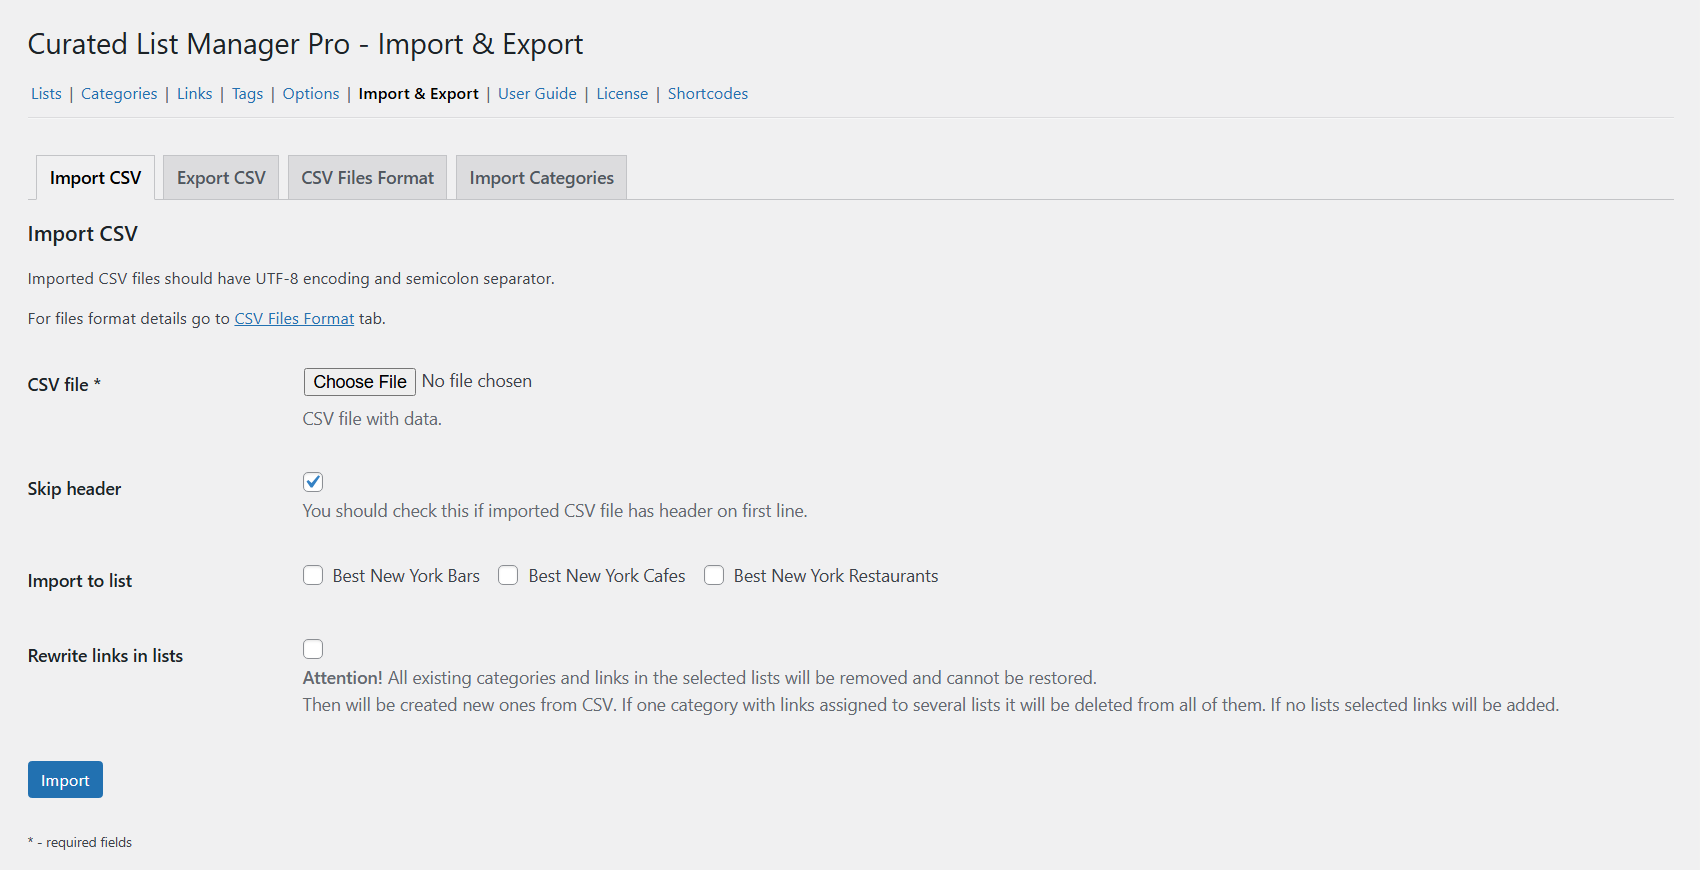 Curated List Manager Pro - Import & Export
Lists | Categories | Links | Tags | Options | Import & Export | User Guide | License | Shortcodes
Import CSV Export CSV CSV Files Format Import Categories
Import CSV
Imported CSV files should have UTF-8 encoding and semicolon separator.
For files format details go to CSV Files Format tab.
CSV file * Choose File No file chosen
CSV file with data.
Skip header
You should check this if imported CSV file has header on first line.
Import to list Best New York Bars Best New York Cafes Best New York Restaurants
Rewrite links in lists
Attention! All existing categories and links in the selected lists will be removed and cannot be restored.
Then will be created new ones from CSV. If one category with links assigned to several lists it will be deleted from all of them. If no lists selected links will be added.
Import
* - required fields